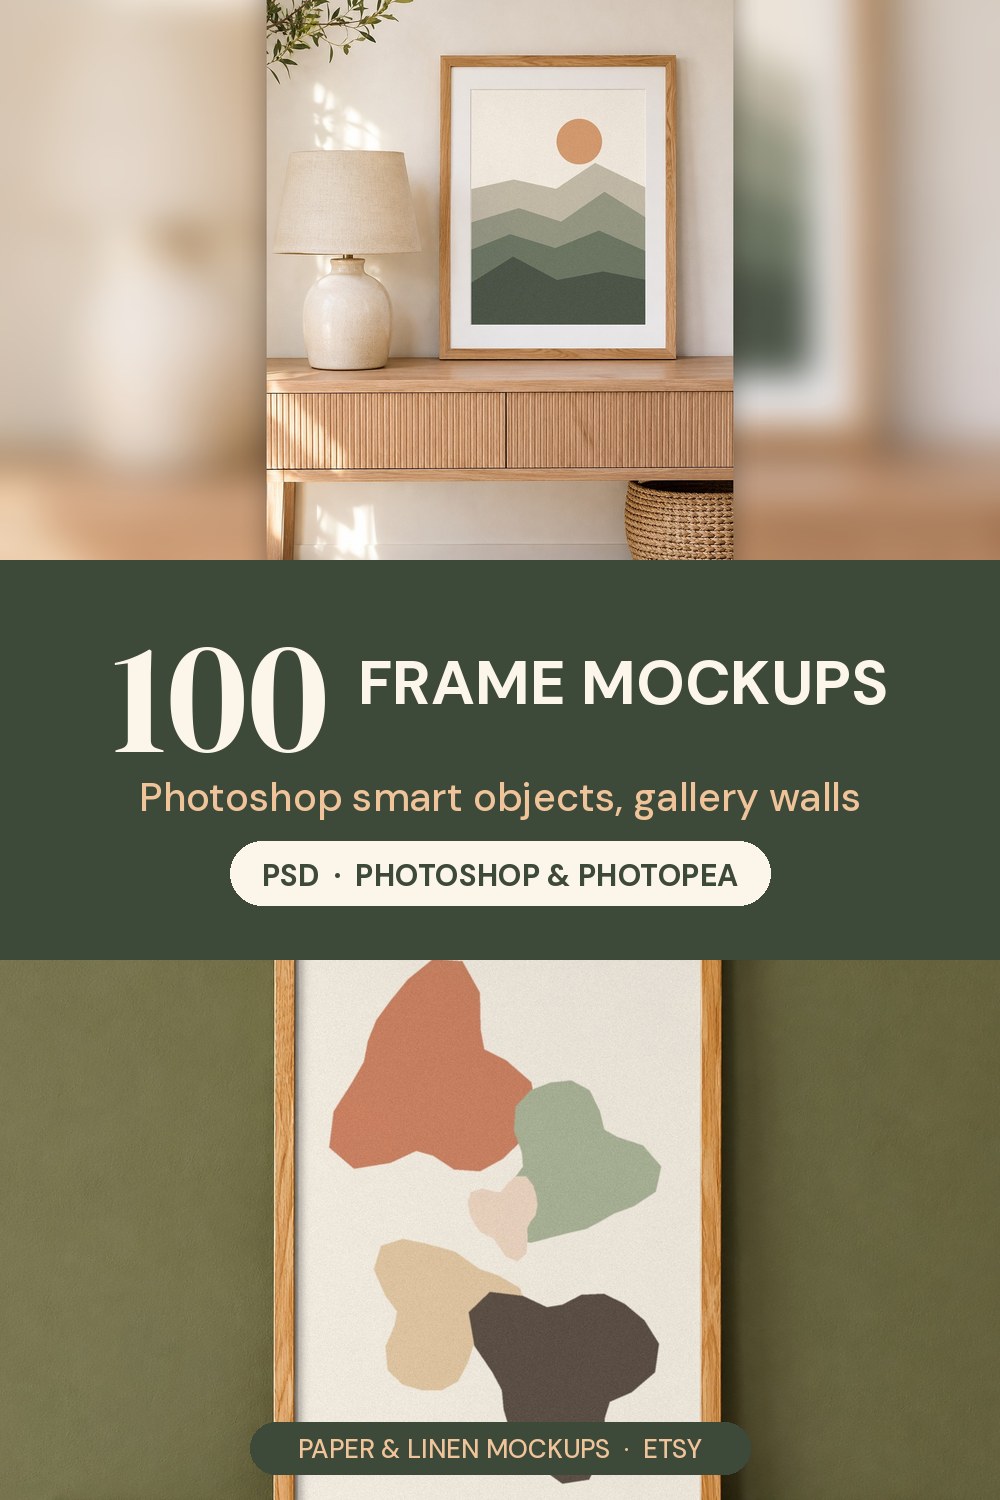 100 FRAME MOCKUPS
Photoshop smart objects, gallery walls
PSD · PHOTOSHOP & PHOTOPEA
PAPER & LINEN MOCKUPS · ETSY